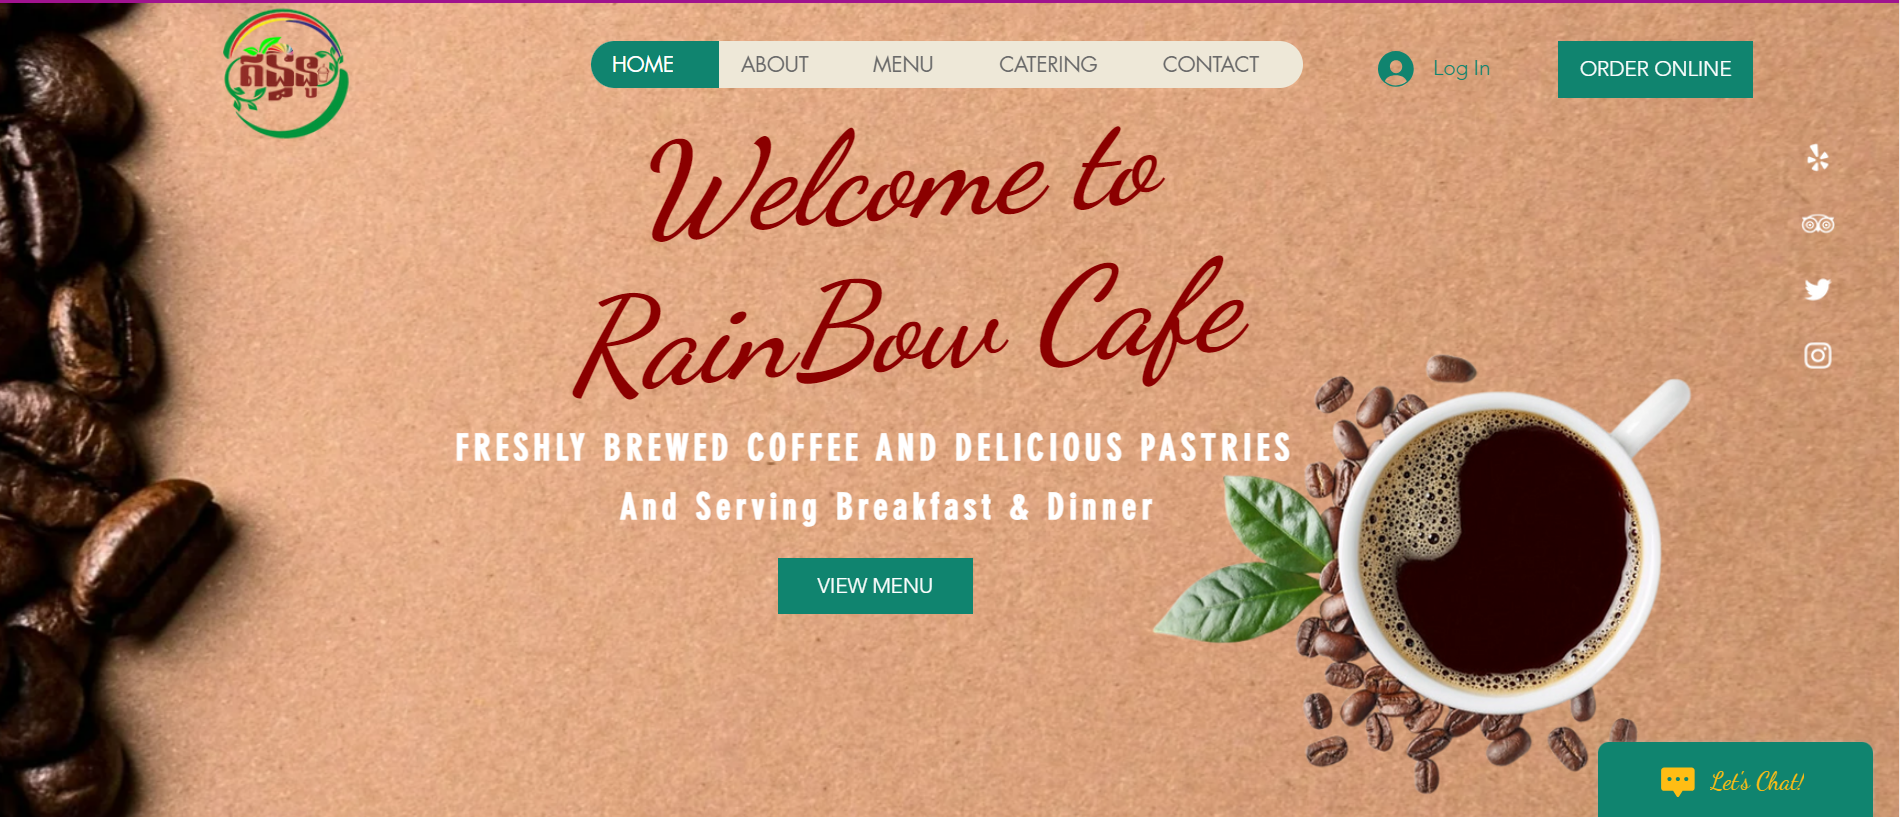 HOME ABOUT MENU CATERING CONTACT Log In ORDER ONLINE
Welcome to
RainBow Cafe
FRESHLY BREWED COFFEE AND DELICIOUS PASTRIES
And Serving Breakfast & Dinner
VIEW MENU
Let's Chat!